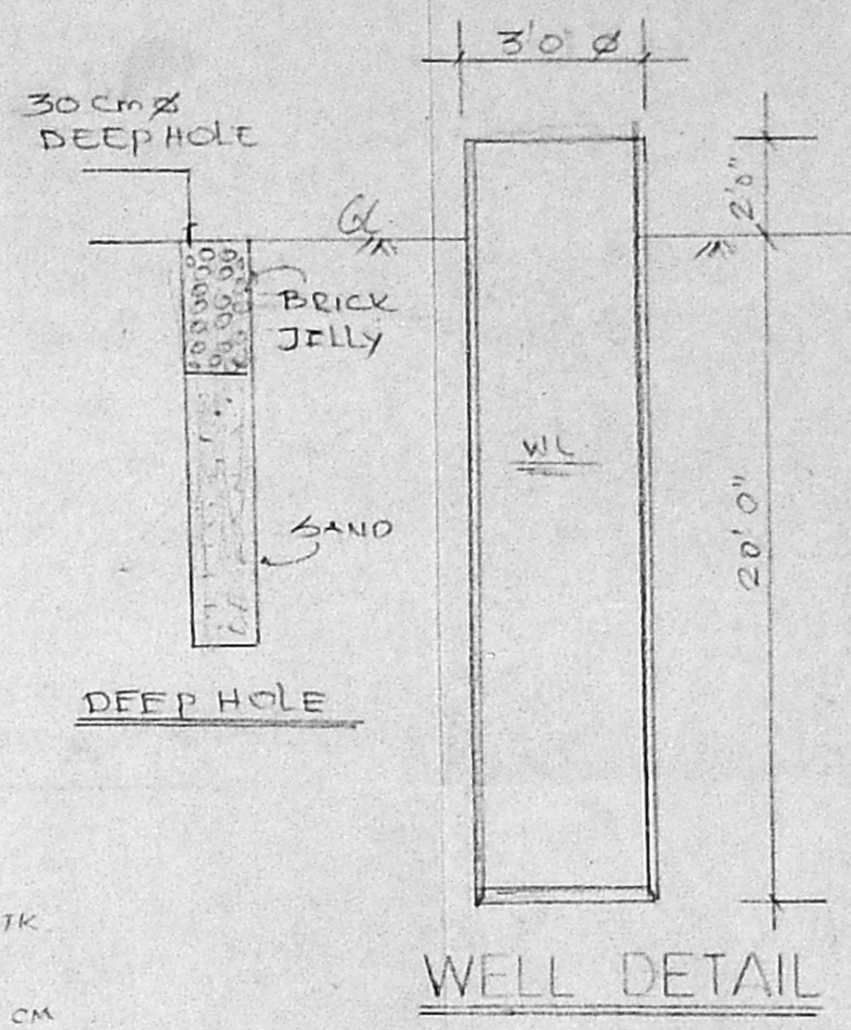 3'0 Ø
30 cm Ø
DEEP HOLE
2'0"
GL
BRICK
JELLY
WL
SAND
20' 0"
DEEP HOLE
TK
WELL DETAIL
CM